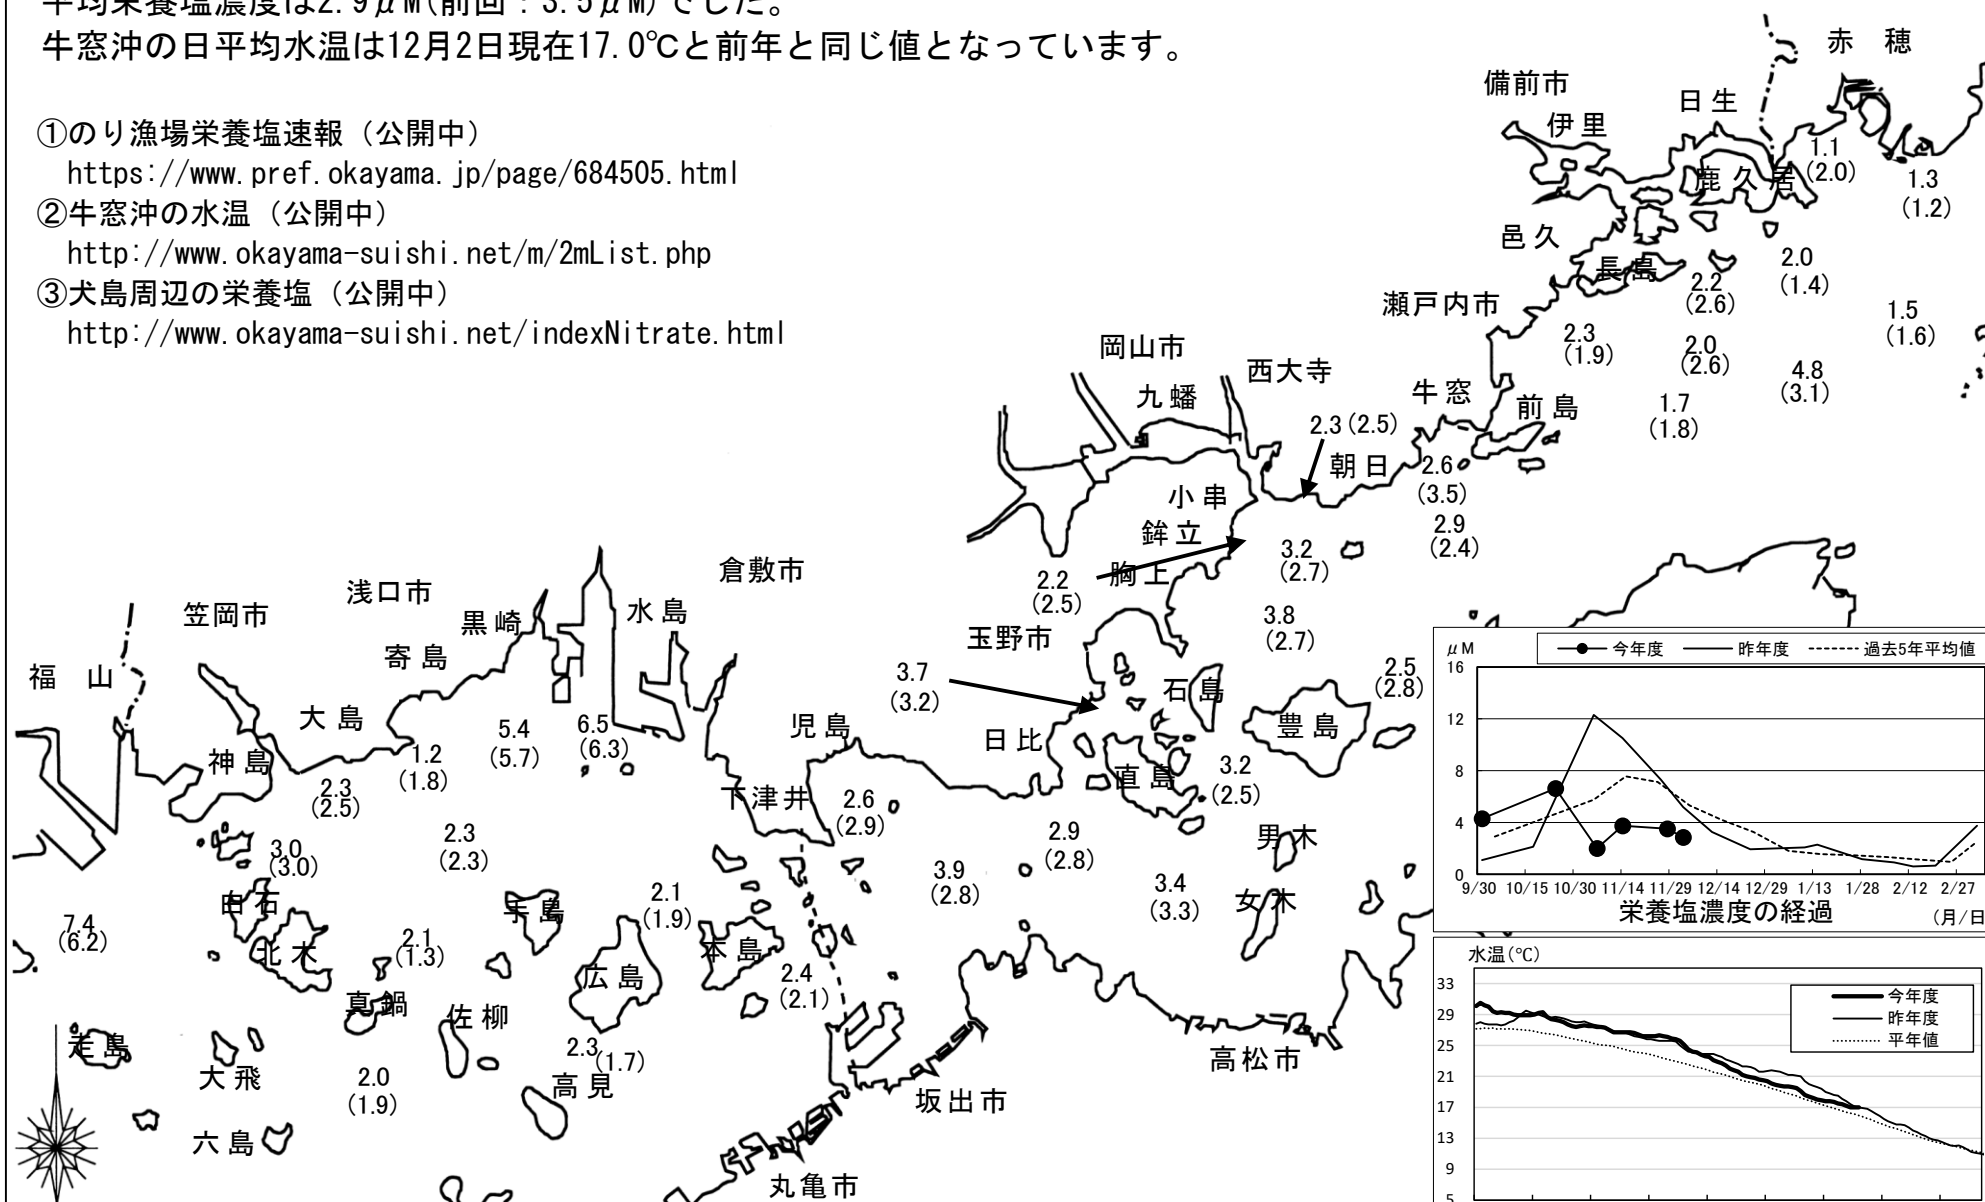 平均栄養塩濃度は2.9μM(前回：3.5μM)でした。
牛窓沖の日平均水温は12月2日現在17.0℃と前年と同じ値となっています。
①のり漁場栄養塩速報（公開中）
https://www.pref.okayama.jp/page/684505.html
②牛窓沖の水温（公開中）
http://www.okayama-suishi.net/m/2mList.php
③犬島周辺の栄養塩（公開中）
http://www.okayama-suishi.net/indexNitrate.html
赤　穂
備前市
日生
伊里
1.1
(2.0)
鹿久居
1.3
(1.2)
邑久
長島
2.0
(1.4)
2.2
(2.6)
瀬戸内市
1.5
(1.6)
2.3
(1.9)
2.0
(2.6)
岡山市
西大寺
4.8
(3.1)
九蟠
牛窓
前島
1.7
(1.8)
2.3(2.5)
朝日
2.6
(3.5)
小串
鉾立
2.9
(2.4)
3.2
(2.7)
胸上
2.2
(2.5)
倉敷市
浅口市
笠岡市
黒崎
水島
3.8
(2.7)
玉野市
寄島
福　山
3.7
(3.2)
石島
2.5
(2.8)
大島
5.4
(5.7)
6.5
(6.3)
児島
日比
豊島
神島
1.2
(1.8)
直島
3.2
(2.5)
2.3
(2.5)
下津井
2.6
(2.9)
2.3
(2.3)
2.9
(2.8)
男木
3.0
(3.0)
3.9
(2.8)
3.4
(3.3)
女木
白石
手島
2.1
(1.9)
7.4
(6.2)
北木
2.1
(1.3)
本島
広島
2.4
(2.1)
真鍋
佐柳
走島
2.3
(1.7)
高松市
大飛
2.0
(1.9)
高見
坂出市
六島
丸亀市
μM
今年度
昨年度
過去5年平均値
16
12
8
4
0
9/30
10/15
10/30
11/14
11/29
12/14
12/29
1/13
1/28
2/12
2/27
栄養塩濃度の経過
(月/日
水温(℃)
今年度
昨年度
平年値
33
29
25
21
17
13
9
5